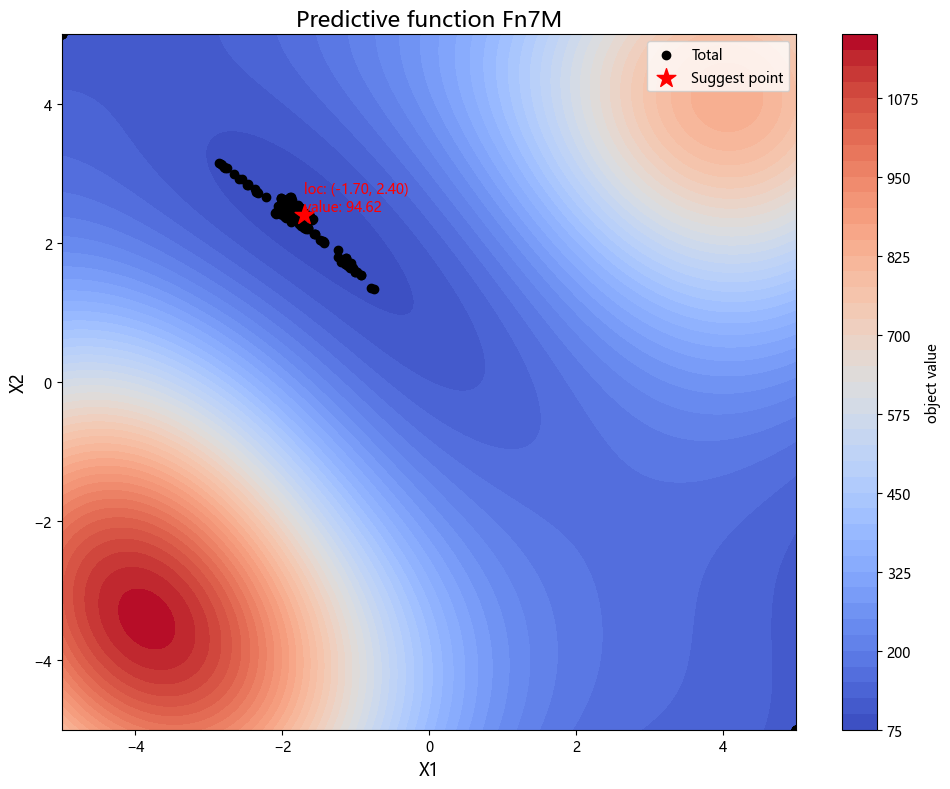 Predictive function Fn7M
Total
Suggest point
loc: (-1.70, 2.40)
value: 94.62
4
2
0
−2
−4
−4
−2
0
2
4
X1
X2
1075
950
825
700
575
450
325
200
75
object value